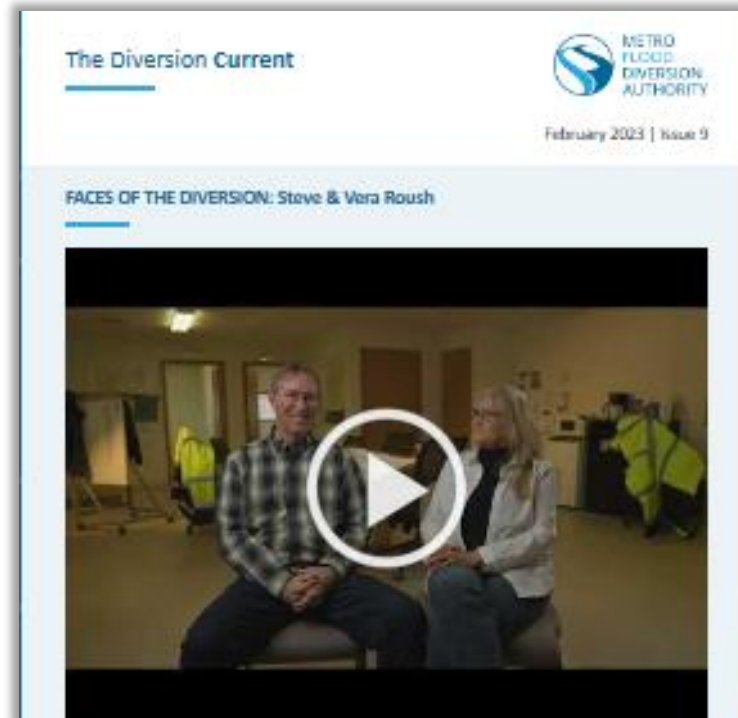 The Diversion Current
METRO
FLOOD
DIVERSION
AUTHORITY
February 2023 | Issue 9
FACES OF THE DIVERSION: Steve & Vera Roush